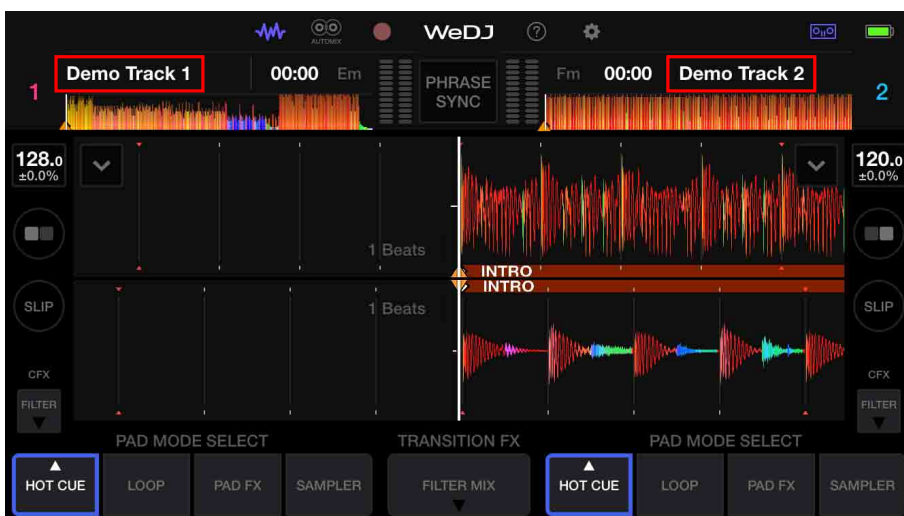 AUTOMIX
WeDJ
?
1
Demo Track 1
00:00 Em
PHRASE
SYNC
Fm 00:00
Demo Track 2
2
128.0
±0.0%
120.0
±0.0%
1 Beats
INTRO
INTRO
1 Beats
SLIP
SLIP
CFX
CFX
FILTER
FILTER
PAD MODE SELECT
TRANSITION FX
PAD MODE SELECT
HOT CUE
LOOP
PAD FX
SAMPLER
FILTER MIX
HOT CUE
LOOP
PAD FX
SAMPLER